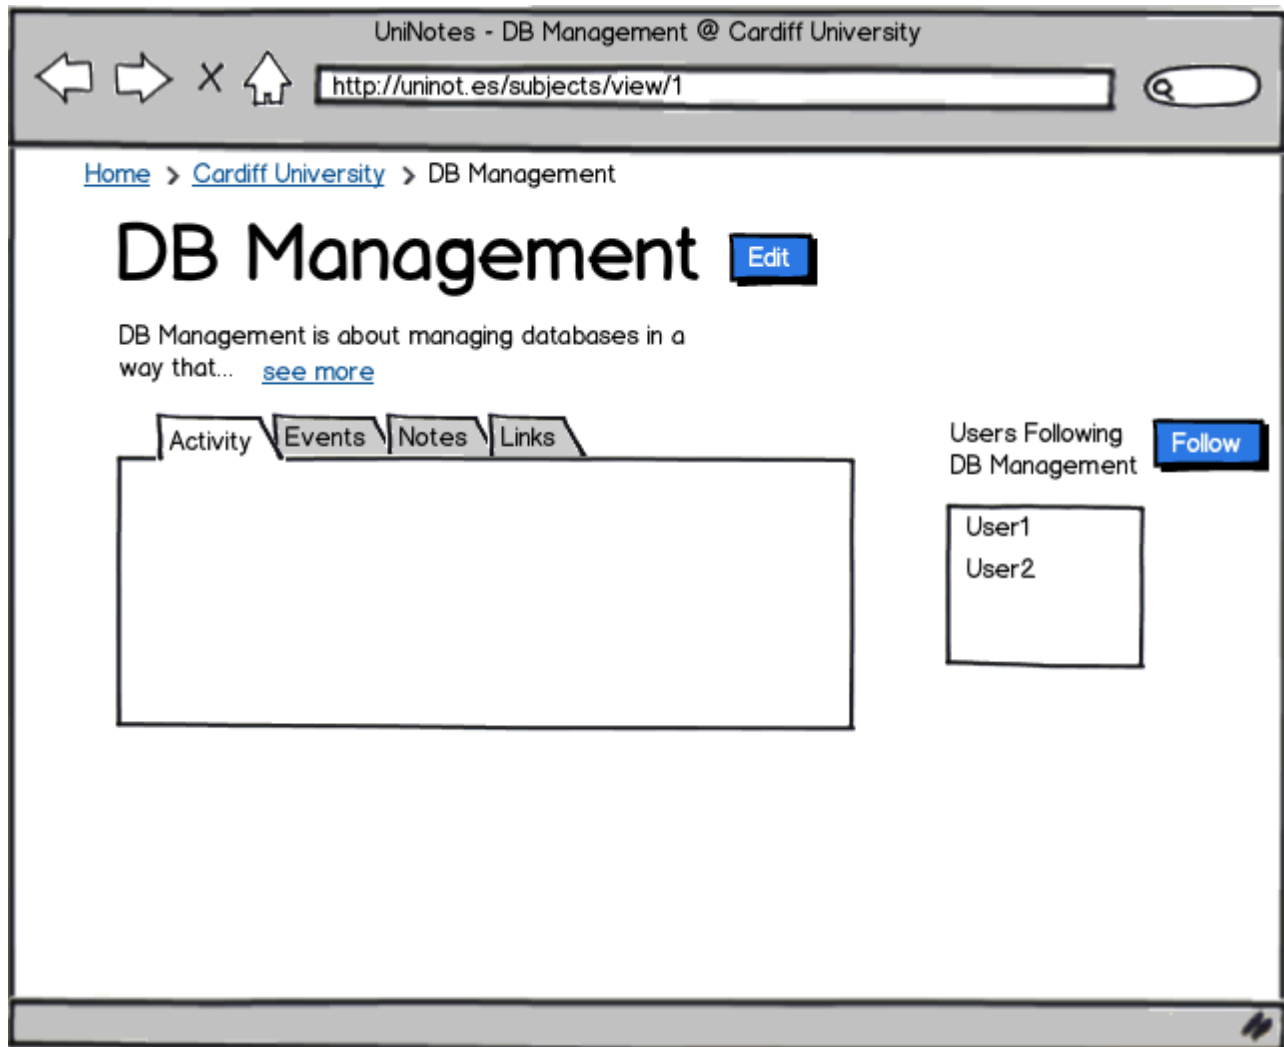 UniNotes - DB Management @ Cardiff University
http://uninot.es/subjects/view/1
Home > Cardiff University > DB Management
DB Management Edit
DB Management is about managing databases in a
way that... see more
Activity Events Notes Links
Users Following
DB Management
Follow
User1
User2